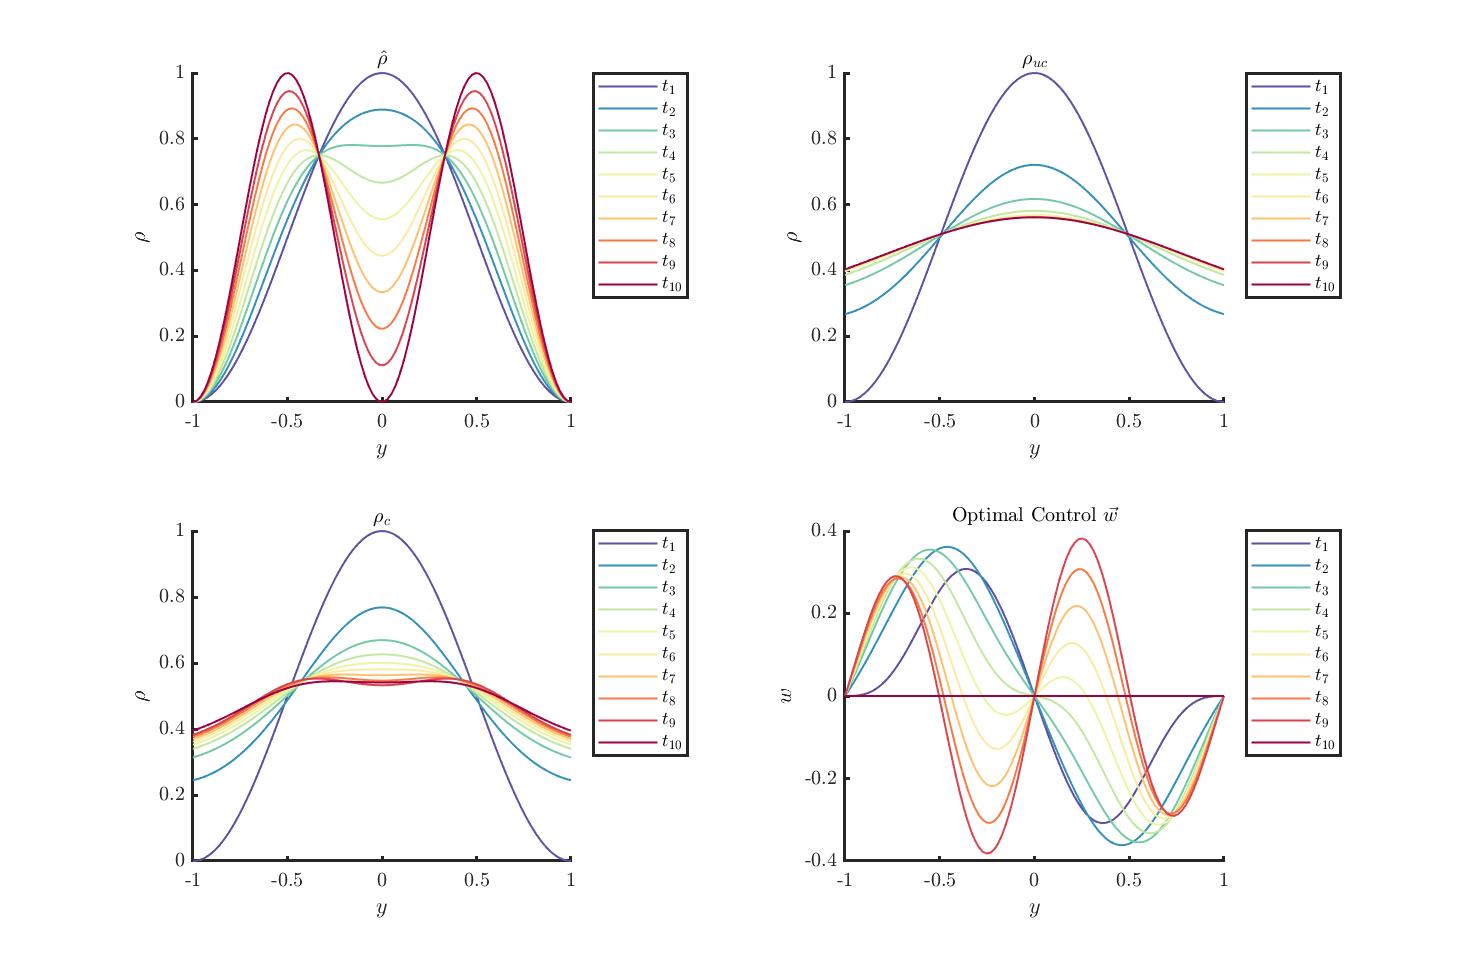 ρ̂
1
0.8
0.6
0.4
0.2
0
ρ
-1 -0.5 0 0.5 1
y
t₁
t₂
t₃
t₄
t₅
t₆
t₇
t₈
t₉
t₁₀
ρ_uc
1
0.8
0.6
0.4
0.2
0
ρ
-1 -0.5 0 0.5 1
y
t₁
t₂
t₃
t₄
t₅
t₆
t₇
t₈
t₉
t₁₀
ρ_c
1
0.8
0.6
0.4
0.2
0
ρ
-1 -0.5 0 0.5 1
y
t₁
t₂
t₃
t₄
t₅
t₆
t₇
t₈
t₉
t₁₀
Optimal Control w⃗
0.4
0.2
0
-0.2
-0.4
w
-1 -0.5 0 0.5 1
y
t₁
t₂
t₃
t₄
t₅
t₆
t₇
t₈
t₉
t₁₀